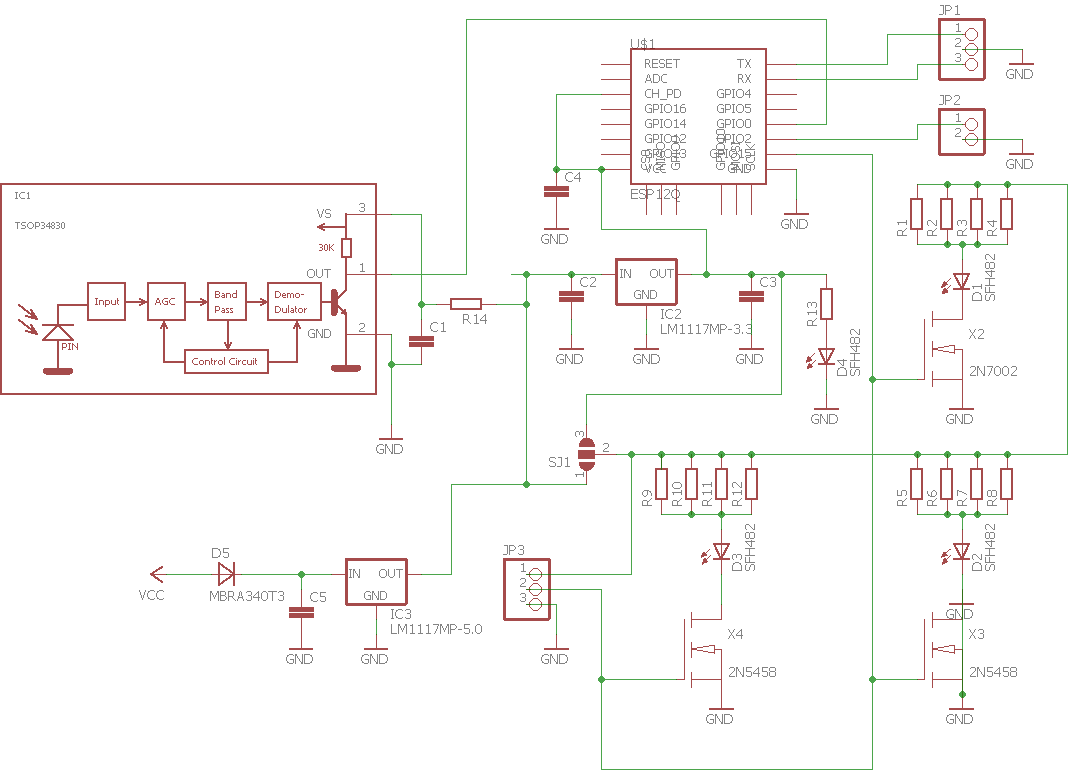 JP1
1
2
3
GND
U$1
RESET
ADC
CH_PD
GPIO16
GPIO14
GPIO12
VCC
TX
RX
GPIO4
GPIO5
GPIO0
GPIO2
GND
ESP12Q
GND
JP2
1
2
GND
C4
GND
IC1
TSOP34830
VS
3
30K
OUT
1
GND
2
Input
AGC
Band
Pass
Demo-
Dulator
Control Circuit
PIN
C1
R14
GND
C2
GND
IN
OUT
GND
IC2
LM1117MP-3.3
GND
C3
GND
R13
D4
SFH482
GND
R1
R2
R3
R4
D1
SFH482
X2
2N7002
GND
SJ1
3
2
1
R9
R10
R11
R12
D3
SFH482
R5
R6
R7
R8
D2
SFH482
GND
VCC
D5
MBRA340T3
C5
GND
IN
OUT
GND
IC3
LM1117MP-5.0
GND
JP3
1
2
3
GND
X4
2N5458
GND
X3
2N5458
GND